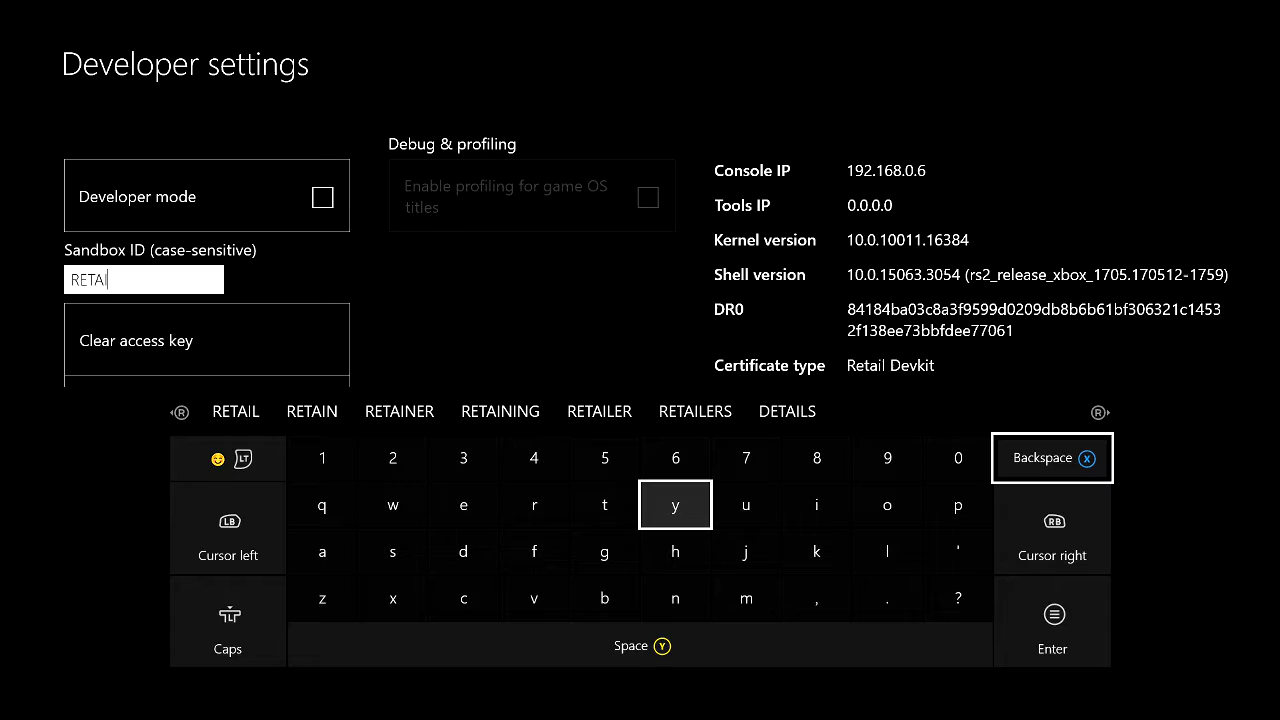 Developer settings
Developer mode
Sandbox ID (case-sensitive)
RETAI
Clear access key
Debug & profiling
Enable profiling for game OS
titles
Console IP 192.168.0.6
Tools IP 0.0.0.0
Kernel version 10.0.10011.16384
Shell version 10.0.15063.3054 (rs2_release_xbox_1705.170512-1759)
DR0 84184ba03c8a3f9599d0209db8b6b61bf306321c1453
2f138ee73bbfdee77061
Certificate type Retail Devkit
R RETAIL RETAIN RETAINER RETAINING RETAILER RETAILERS DETAILS R
LT 1 2 3 4 5 6 7 8 9 0 Backspace X
q w e r t y u i o p
LB Cursor left
a s d f g h j k l '
RB Cursor right
z x c v b n m , . ?
Caps
Space Y
Enter